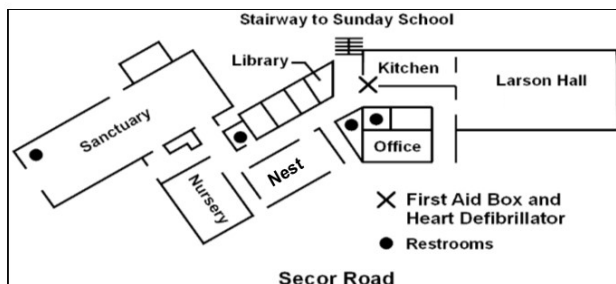 Stairway to Sunday School
Library
Kitchen
Larson Hall
Sanctuary
Office
Nest
Nursery
First Aid Box and
Heart Defibrillator
Restrooms
Secor Road